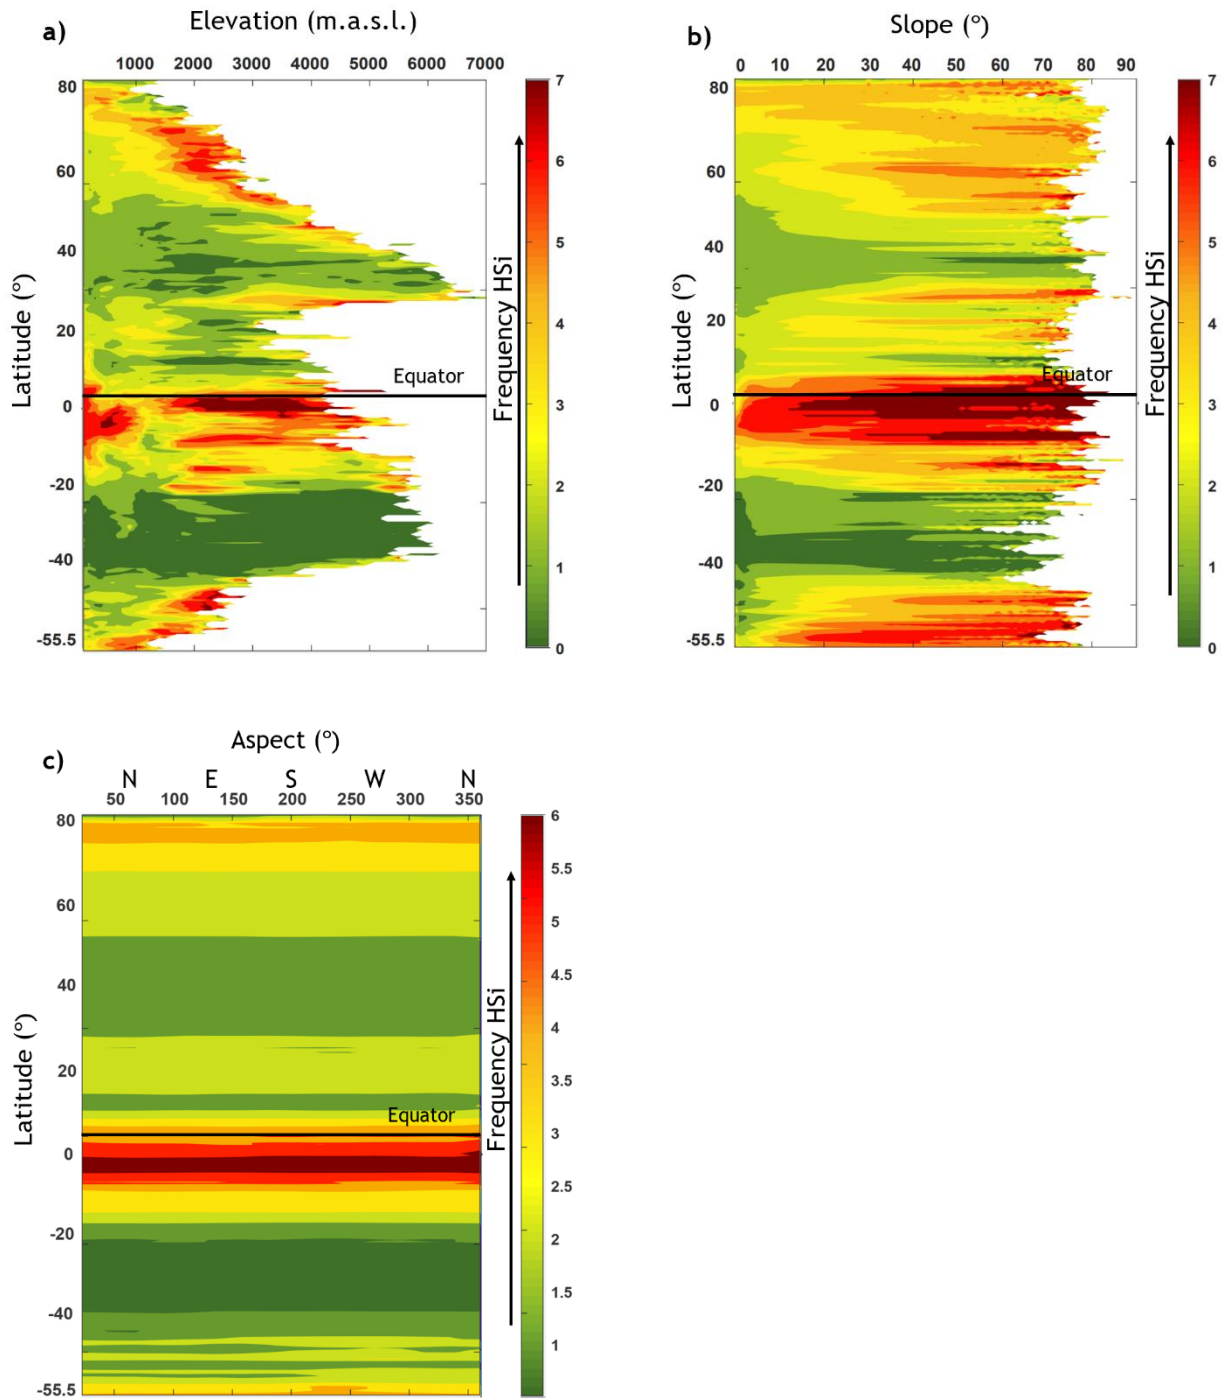 a)
Elevation (m.a.s.l.)
1000 2000 3000 4000 5000 6000 7000
80
60
40
20
0
-20
-40
-55.5
Latitude (°)
Equator
Frequency HSi
7
6
5
4
3
2
1
0
b)
Slope (°)
0 10 20 30 40 50 60 70 80 90
80
60
40
20
0
-20
-40
-55.5
Latitude (°)
Equator
Frequency HSi
7
6
5
4
3
2
1
0
c)
Aspect (°)
N E S W N
50 100 150 200 250 300 350
80
60
40
20
0
-20
-40
-55.5
Latitude (°)
Equator
Frequency HSi
6
5.5
5
4.5
4
3.5
3
2.5
2
1.5
1